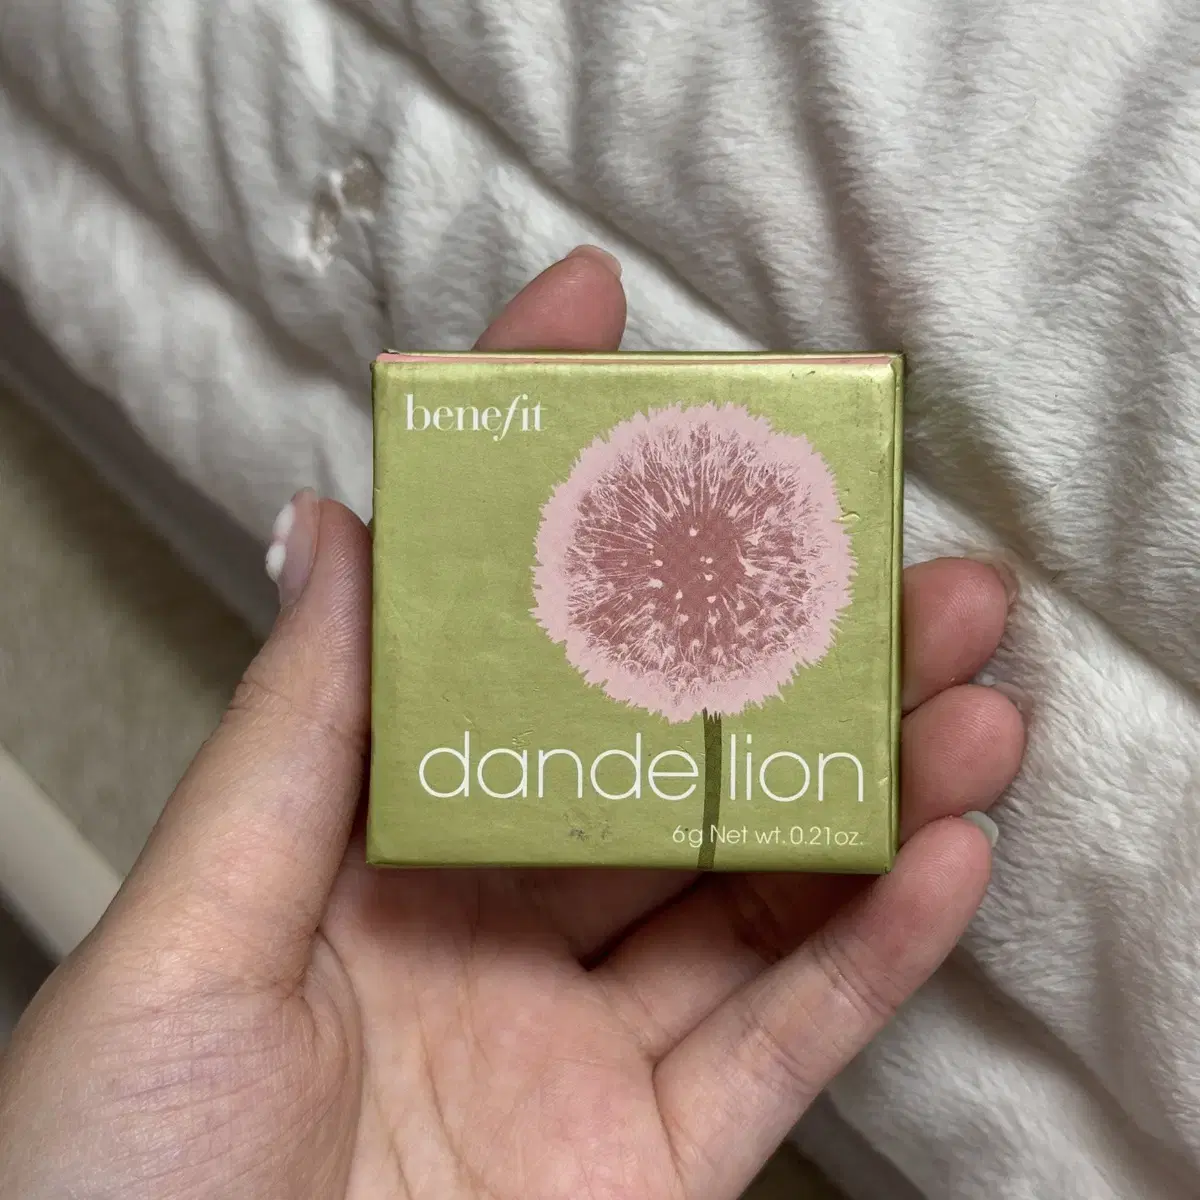 benefit
dandelion
6g Net wt. 0.21oz.